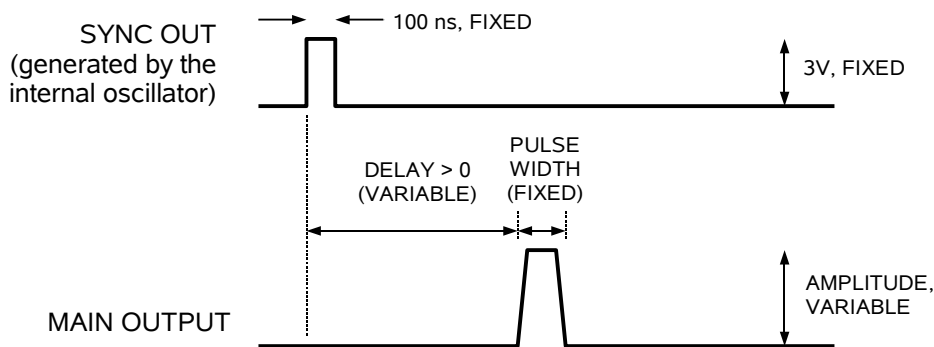 100 ns, FIXED
SYNC OUT
(generated by the
internal oscillator)
3V, FIXED
PULSE
WIDTH
(FIXED)
DELAY > 0
(VARIABLE)
AMPLITUDE,
VARIABLE
MAIN OUTPUT